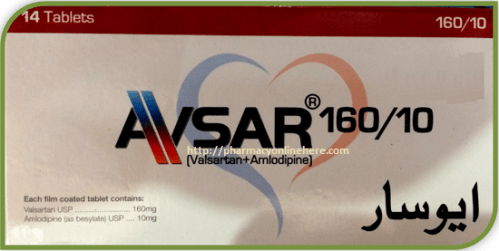 14 Tablets
160/10
AVSAR® 160/10
http://pharmacyonlinehere.com
(Valsartan+Amlodipine)
Each film coated tablet contains:
Valsartan USP ........................ 160mg
Amlodipine (as besylate) USP .... 10mg
ايوسار